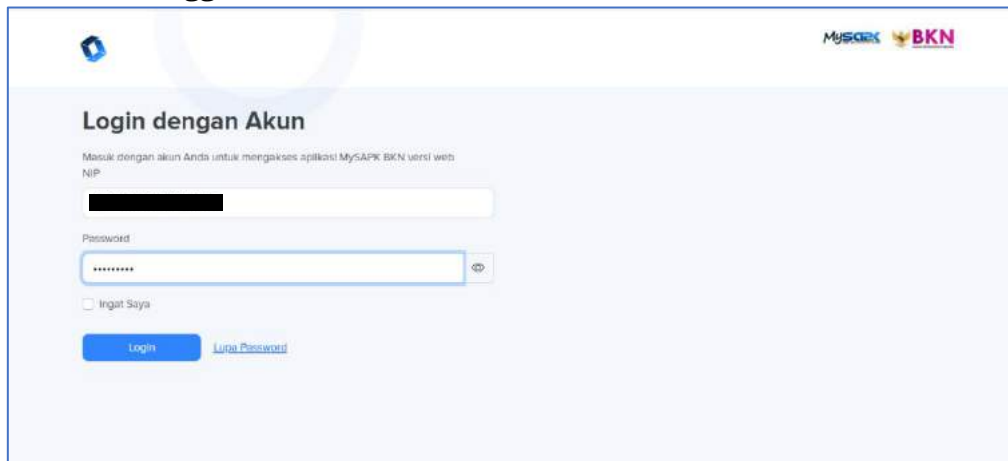 gg
MySAPK BKN
Login dengan Akun
Masuk dengan akun Anda untuk mengakses aplikasi MySAPK BKN versi web
NIP
Password
•••••••••
Ingat Saya
Login Lupa Password